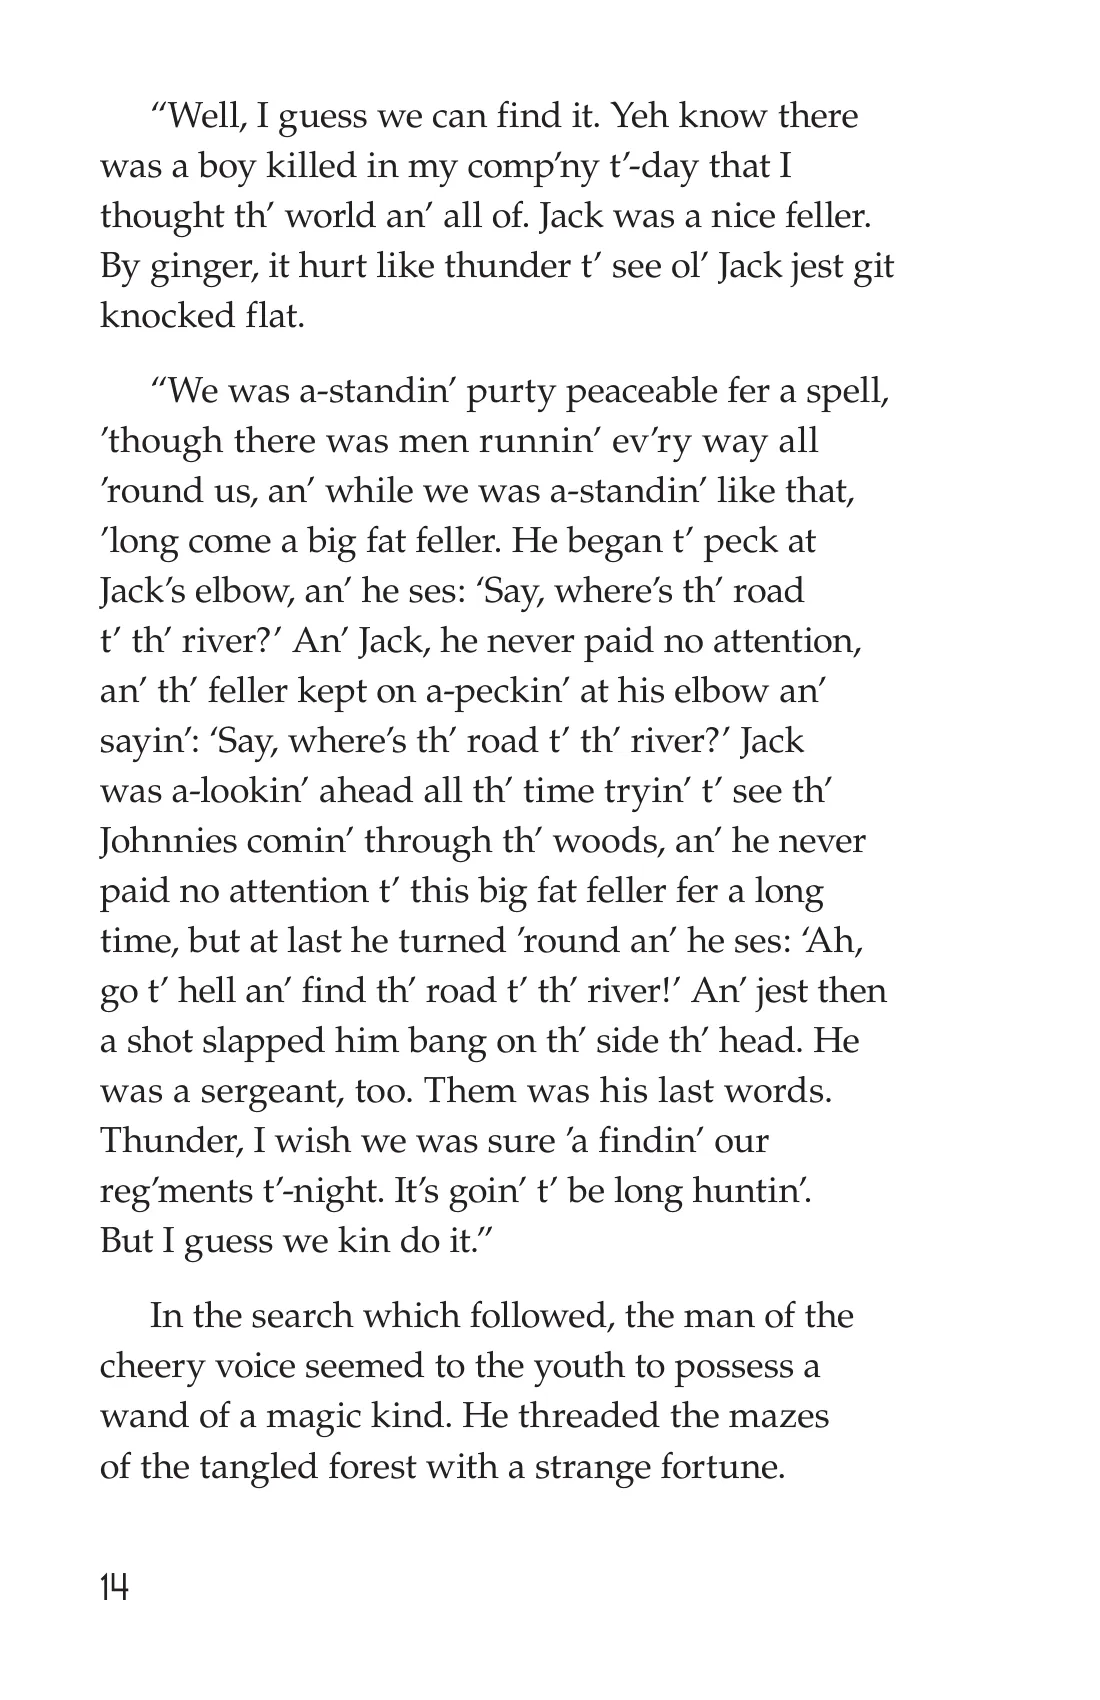 “Well, I guess we can find it. Yeh know there
was a boy killed in my comp’ny t’-day that I
thought th’ world an’ all of. Jack was a nice feller.
By ginger, it hurt like thunder t’ see ol’ Jack jest git
knocked flat.
“We was a-standin’ purty peaceable fer a spell,
’though there was men runnin’ ev’ry way all
’round us, an’ while we was a-standin’ like that,
’long come a big fat feller. He began t’ peck at
Jack’s elbow, an’ he ses: ‘Say, where’s th’ road
t’ th’ river?’ An’ Jack, he never paid no attention,
an’ th’ feller kept on a-peckin’ at his elbow an’
sayin’: ‘Say, where’s th’ road t’ th’ river?’ Jack
was a-lookin’ ahead all th’ time tryin’ t’ see th’
Johnnies comin’ through th’ woods, an’ he never
paid no attention t’ this big fat feller fer a long
time, but at last he turned ’round an’ he ses: ‘Ah,
go t’ hell an’ find th’ road t’ th’ river!’ An’ jest then
a shot slapped him bang on th’ side th’ head. He
was a sergeant, too. Them was his last words.
Thunder, I wish we was sure ’a findin’ our
reg’ments t’-night. It’s goin’ t’ be long huntin’.
But I guess we kin do it.”
In the search which followed, the man of the
cheery voice seemed to the youth to possess a
wand of a magic kind. He threaded the mazes
of the tangled forest with a strange fortune.
14